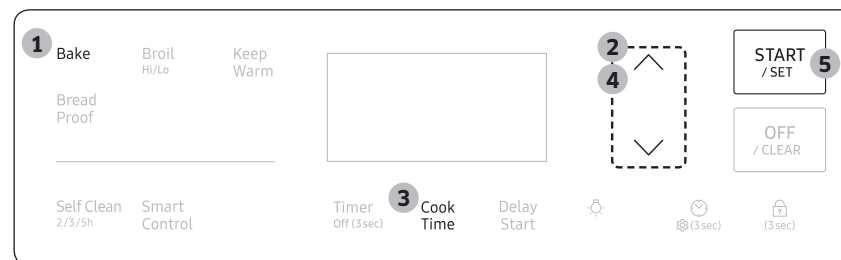 1
Bake
Broil
Hi/Lo
Keep
Warm
2
4
START
/ SET
5
Bread
Proof
OFF
/ CLEAR
Self Clean
2/3/5h
Smart
Control
Timer
Off (3 sec)
3
Cook
Time
Delay
Start
(3 sec)
(3 sec)